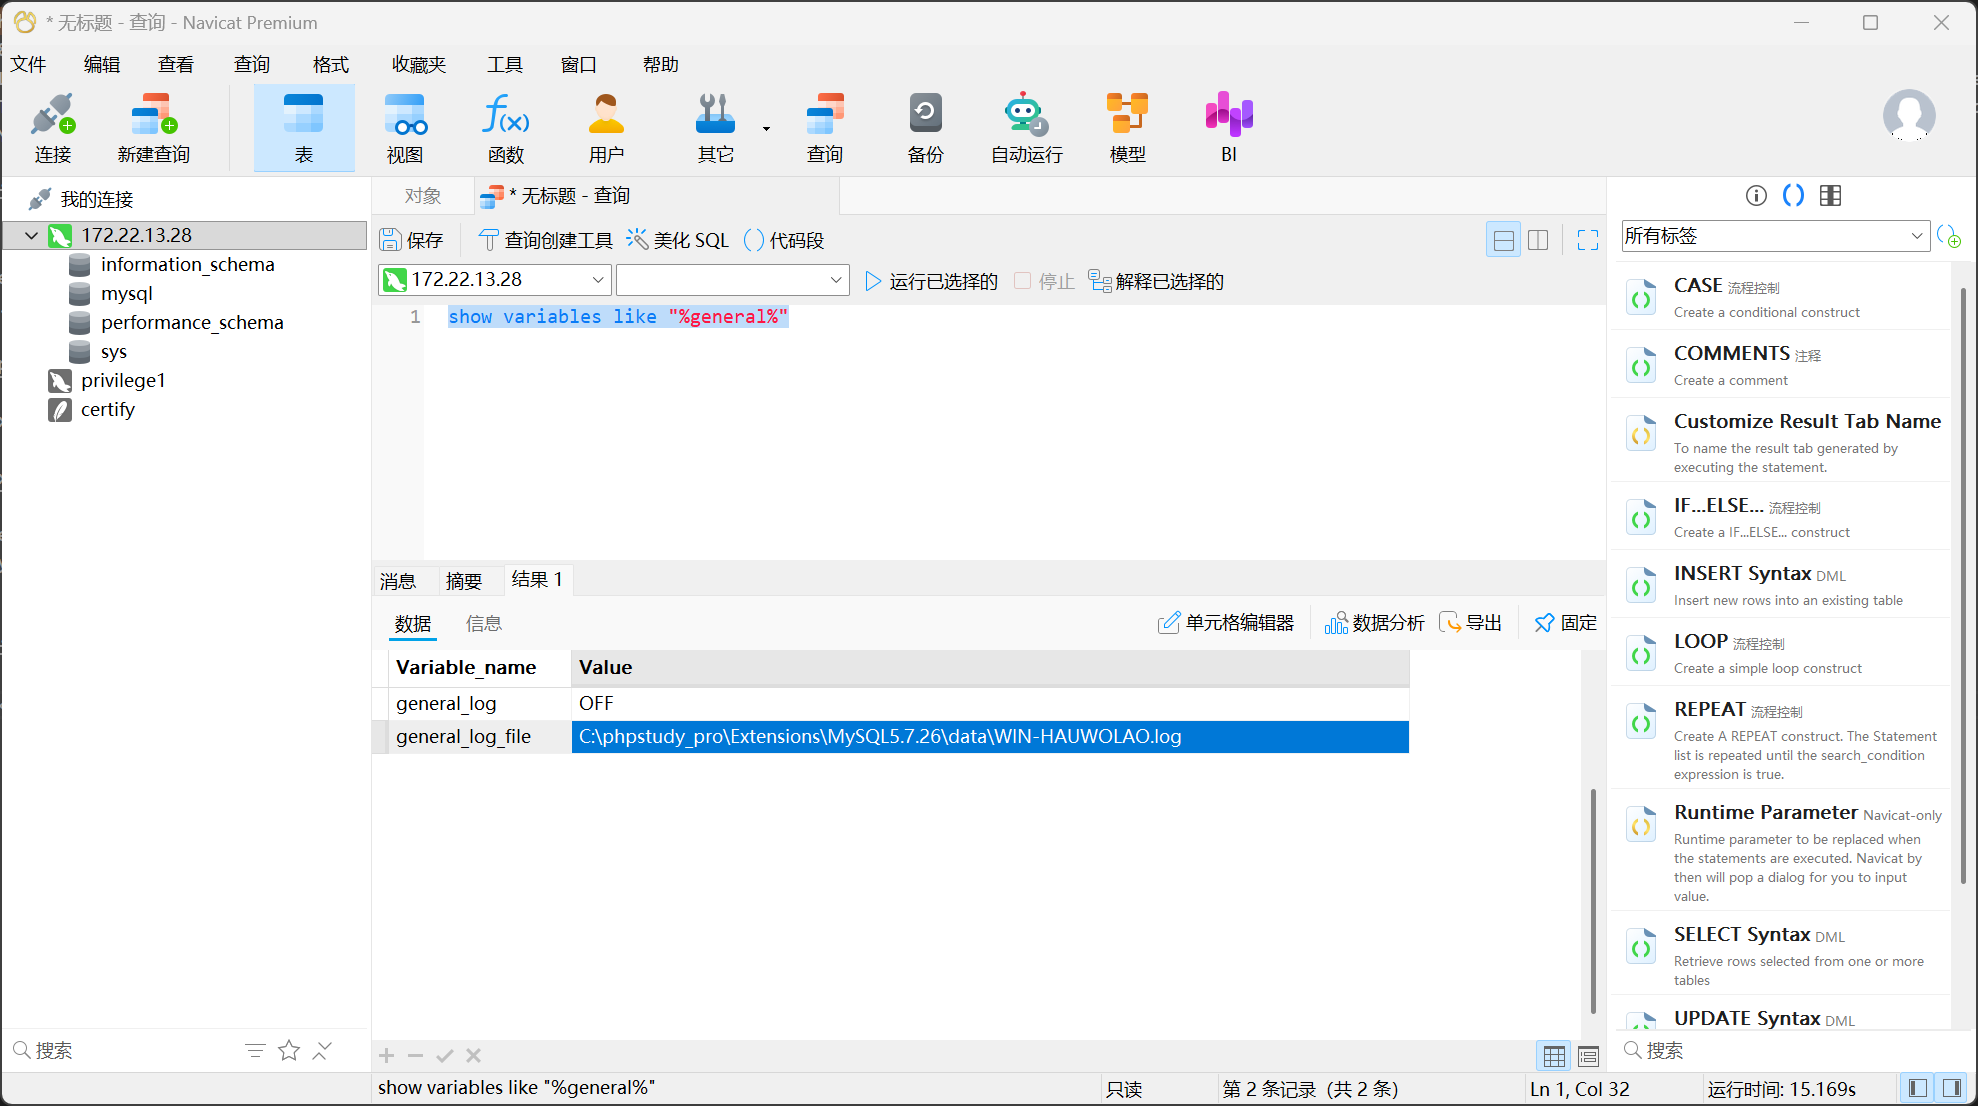 * 无标题 - 查询 - Navicat Premium
文件 编辑 查看 查询 格式 收藏夹 工具 窗口 帮助
连接 新建查询 表 视图 函数 用户 其它 查询 备份 自动运行 模型 BI
我的连接
172.22.13.28
information_schema
mysql
performance_schema
sys
privilege1
certify
搜索
对象 * 无标题 - 查询
保存 查询创建工具 美化 SQL 代码段
172.22.13.28 运行已选择的 停止 解释已选择的
1 show variables like "%general%"
消息 摘要 结果 1
数据 信息 单元格编辑器 数据分析 导出 固定
Variable_name Value
general_log OFF
general_log_file C:\phpstudy_pro\Extensions\MySQL5.7.26\data\WIN-HAUWOLAO.log
所有标签
CASE 流程控制
Create a conditional construct
COMMENTS 注释
Create a comment
Customize Result Tab Name
To name the result tab generated by
executing the statement.
IF...ELSE... 流程控制
Create a IF...ELSE... construct
INSERT Syntax DML
Insert new rows into an existing table
LOOP 流程控制
Create a simple loop construct
REPEAT 流程控制
Create A REPEAT construct. The Statement
list is repeated until the search_condition
expression is true.
Runtime Parameter Navicat-only
Runtime parameter to be replaced when
the statements are executed. Navicat by
then will pop a dialog for you to input
value.
SELECT Syntax DML
Retrieve rows selected from one or more
tables
UPDATE Syntax DML
搜索
show variables like "%general%" 只读 第 2 条记录 (共 2 条) Ln 1, Col 32 运行时间: 15.169s